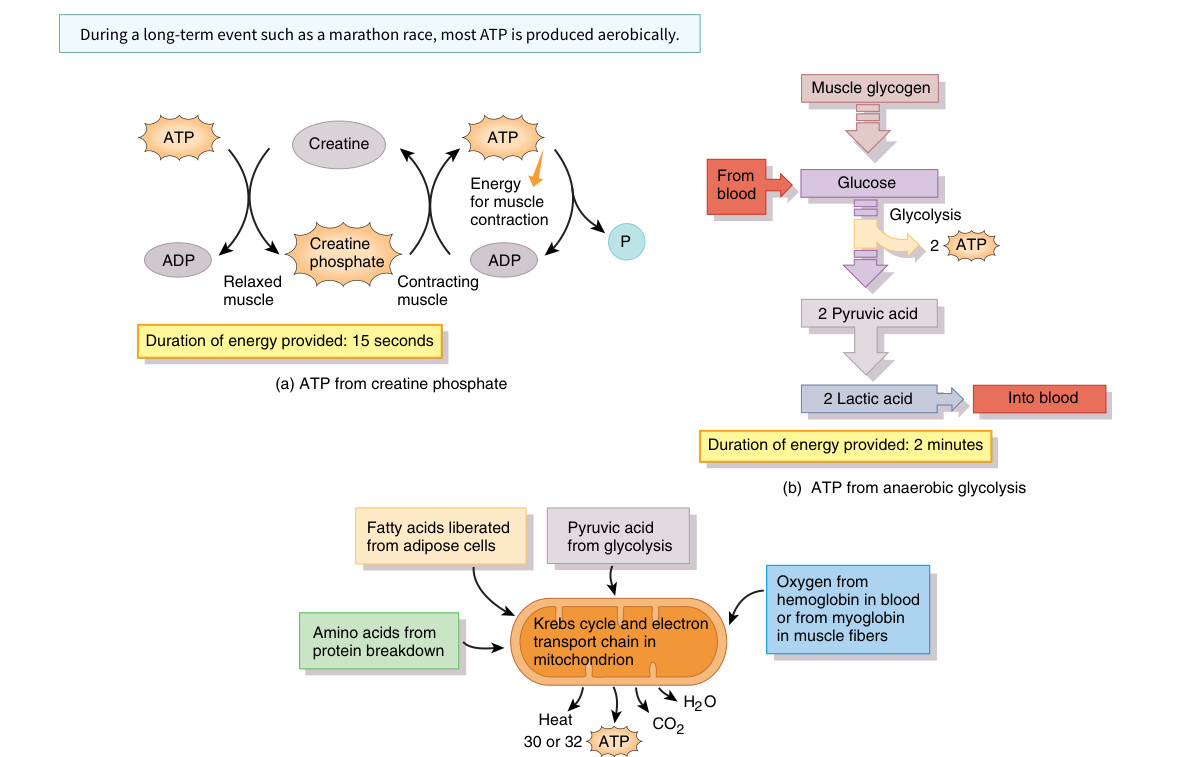 During a long-term event such as a marathon race, most ATP is produced aerobically.
ATP
Creatine
ATP
Energy
for muscle
contraction
P
ADP
Creatine
phosphate
ADP
Relaxed
muscle
Contracting
muscle
Duration of energy provided: 15 seconds
(a) ATP from creatine phosphate
Muscle glycogen
From
blood
Glucose
Glycolysis
2 ATP
2 Pyruvic acid
2 Lactic acid
Into blood
Duration of energy provided: 2 minutes
(b) ATP from anaerobic glycolysis
Fatty acids liberated
from adipose cells
Pyruvic acid
from glycolysis
Oxygen from
hemoglobin in blood
or from myoglobin
in muscle fibers
Amino acids from
protein breakdown
Krebs cycle and electron
transport chain in
mitochondrion
Heat
30 or 32 ATP
CO2
H2O